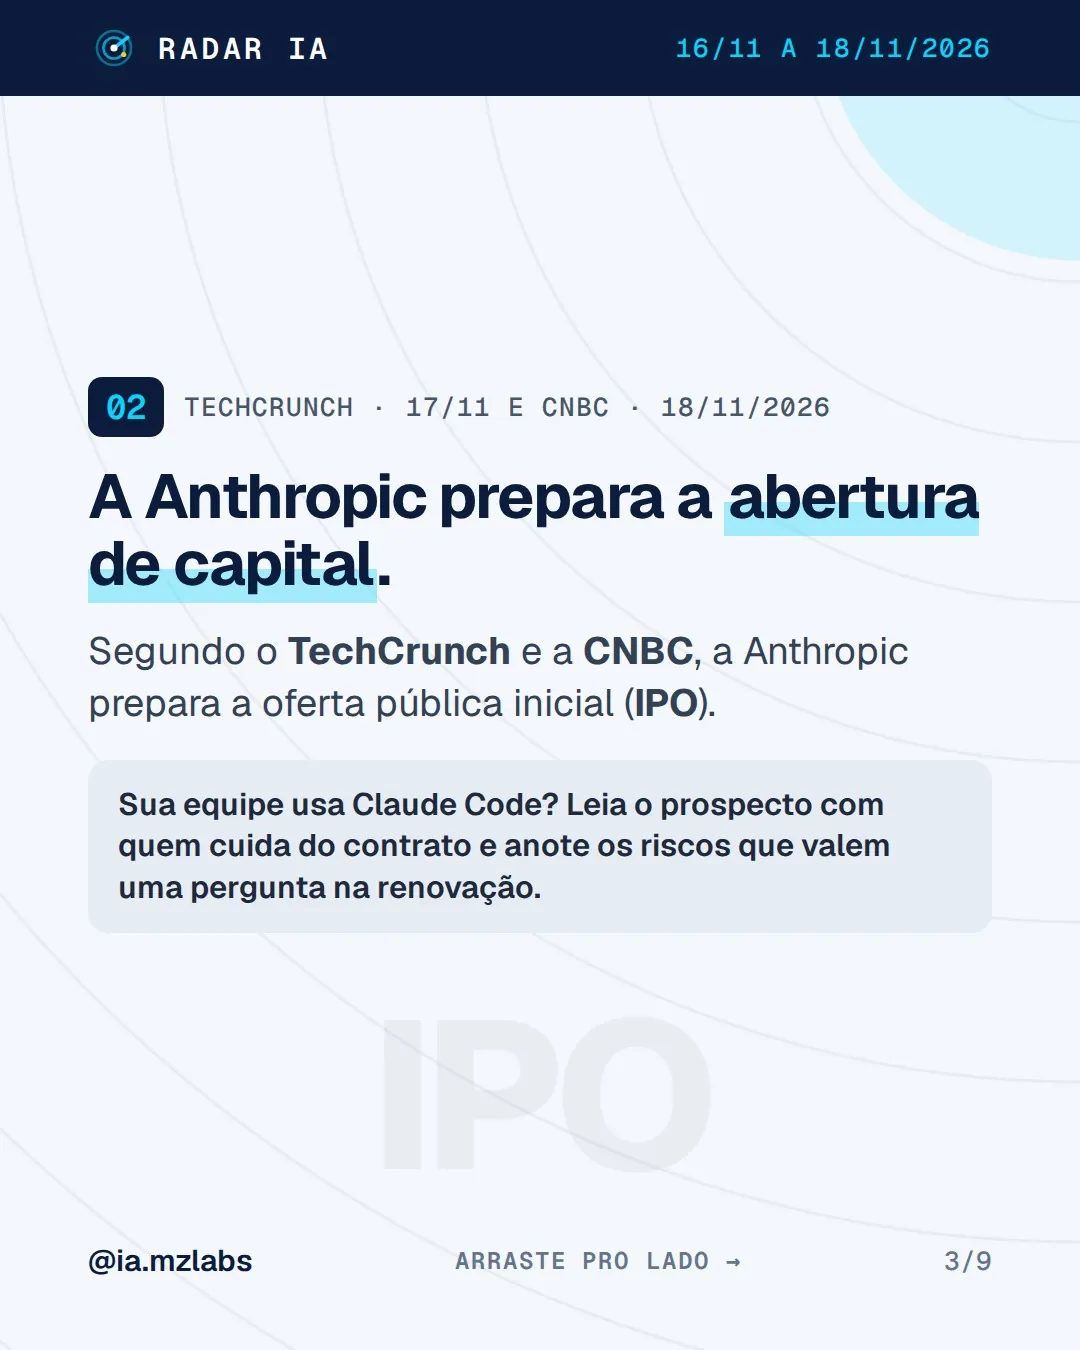 RADAR IA
16/11 A 18/11/2026
02
TECHCRUNCH · 17/11 E CNBC · 18/11/2026
A Anthropic prepara a abertura
de capital.
Segundo o TechCrunch e a CNBC, a Anthropic
prepara a oferta pública inicial (IPO).
Sua equipe usa Claude Code? Leia o prospecto com
quem cuida do contrato e anote os riscos que valem
uma pergunta na renovação.
IPO
@ia.mzlabs
ARRASTE PRO LADO →
3/9